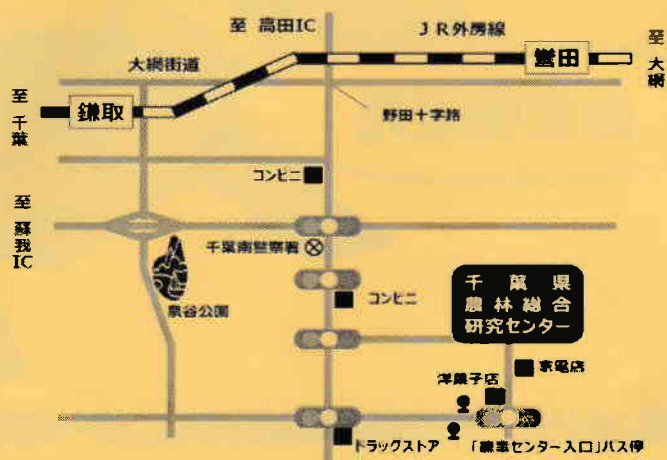 至 高田IC
JR外房線
至 大網
大網街道
誉田
至 千葉
鎌取
野田十字路
コンビニ
至 蘇我IC
千葉南警察署
泉谷公園
コンビニ
千葉県
農林総合
研究センター
家電店
洋菓子店
ドラッグストア
「農業センター入口」バス停